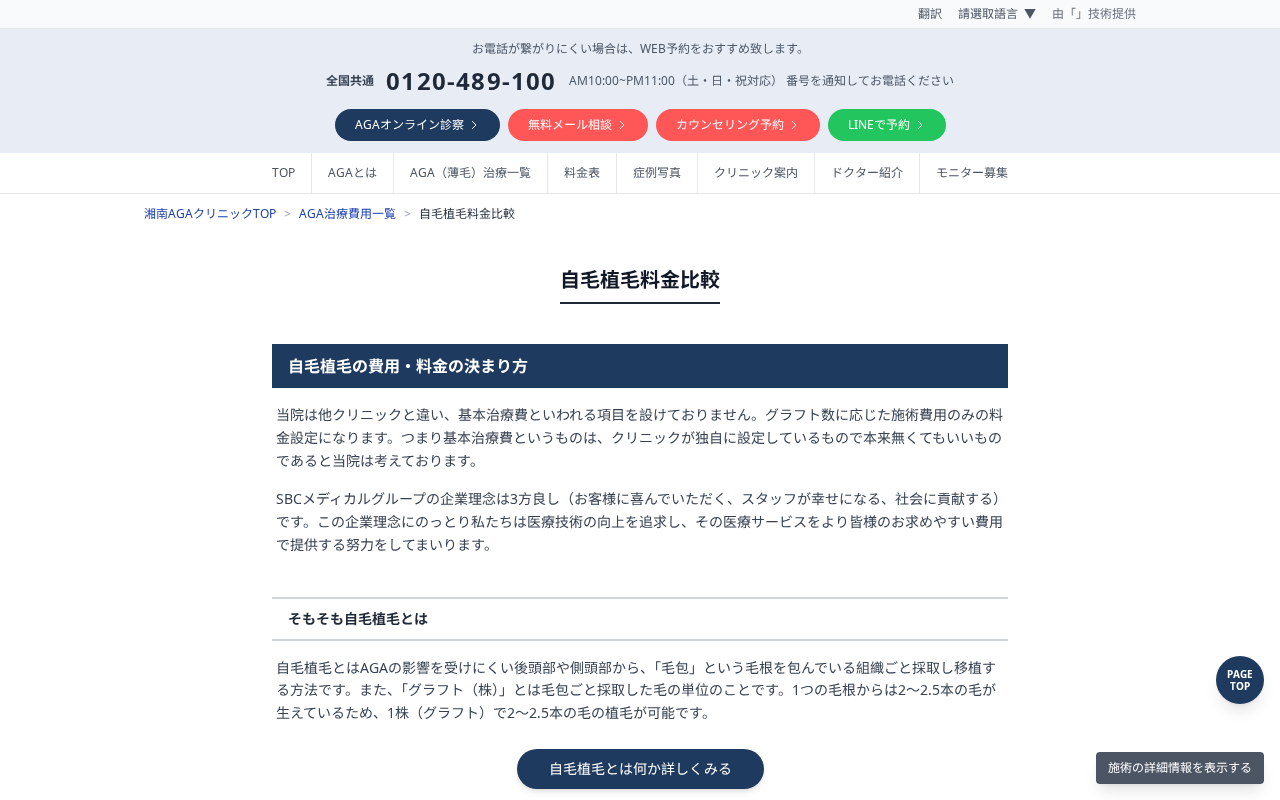 翻訳 請選取語言 ▼ 由「」技術提供
お電話が繋がりにくい場合は、WEB予約をおすすめ致します。
全国共通 0120-489-100 AM10:00~PM11:00（土・日・祝対応） 番号を通知してお電話ください
AGAオンライン診察 無料メール相談 カウンセリング予約 LINEで予約
TOP AGAとは AGA（薄毛）治療一覧 料金表 症例写真 クリニック案内 ドクター紹介 モニター募集
湘南AGAクリニックTOP > AGA治療費用一覧 > 自毛植毛料金比較
自毛植毛料金比較
自毛植毛の費用・料金の決まり方
当院は他クリニックと違い、基本治療費といわれる項目を設けておりません。グラフト数に応じた施術費用のみの料
金設定になります。つまり基本治療費というものは、クリニックが独自に設定しているもので本来無くてもいいもの
であると当院は考えております。
SBCメディカルグループの企業理念は3方良し（お客様に喜んでいただく、スタッフが幸せになる、社会に貢献する）
です。この企業理念にのっとり私たちは医療技術の向上を追求し、その医療サービスをより皆様のお求めやすい費用
で提供する努力をしてまいります。
そもそも自毛植毛とは
自毛植毛とはAGAの影響を受けにくい後頭部や側頭部から、「毛包」という毛根を包んでいる組織ごと採取し移植す
る方法です。また、「グラフト（株）」とは毛包ごと採取した毛の単位のことです。1つの毛根からは2〜2.5本の毛が
生えているため、1株（グラフト）で2〜2.5本の毛の植毛が可能です。
自毛植毛とは何か詳しくみる
PAGE
TOP
施術の詳細情報を表示する